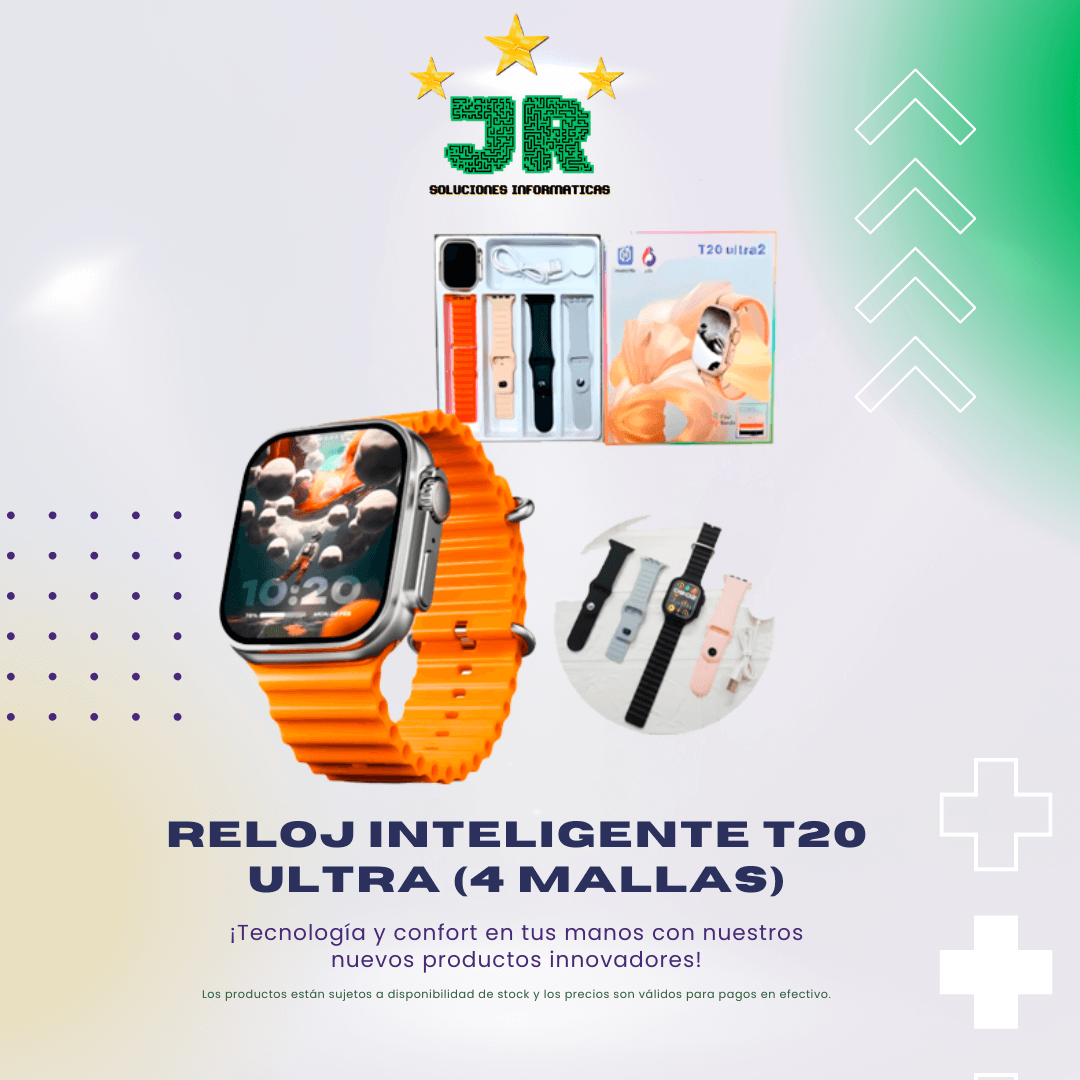 JR
SOLUCIONES INFORMATICAS
T20 ultra2
10:20
RELOJ INTELIGENTE T20
ULTRA (4 MALLAS)
¡Tecnología y confort en tus manos con nuestros
nuevos productos innovadores!
Los productos están sujetos a disponibilidad de stock y los precios son válidos para pagos en efectivo.